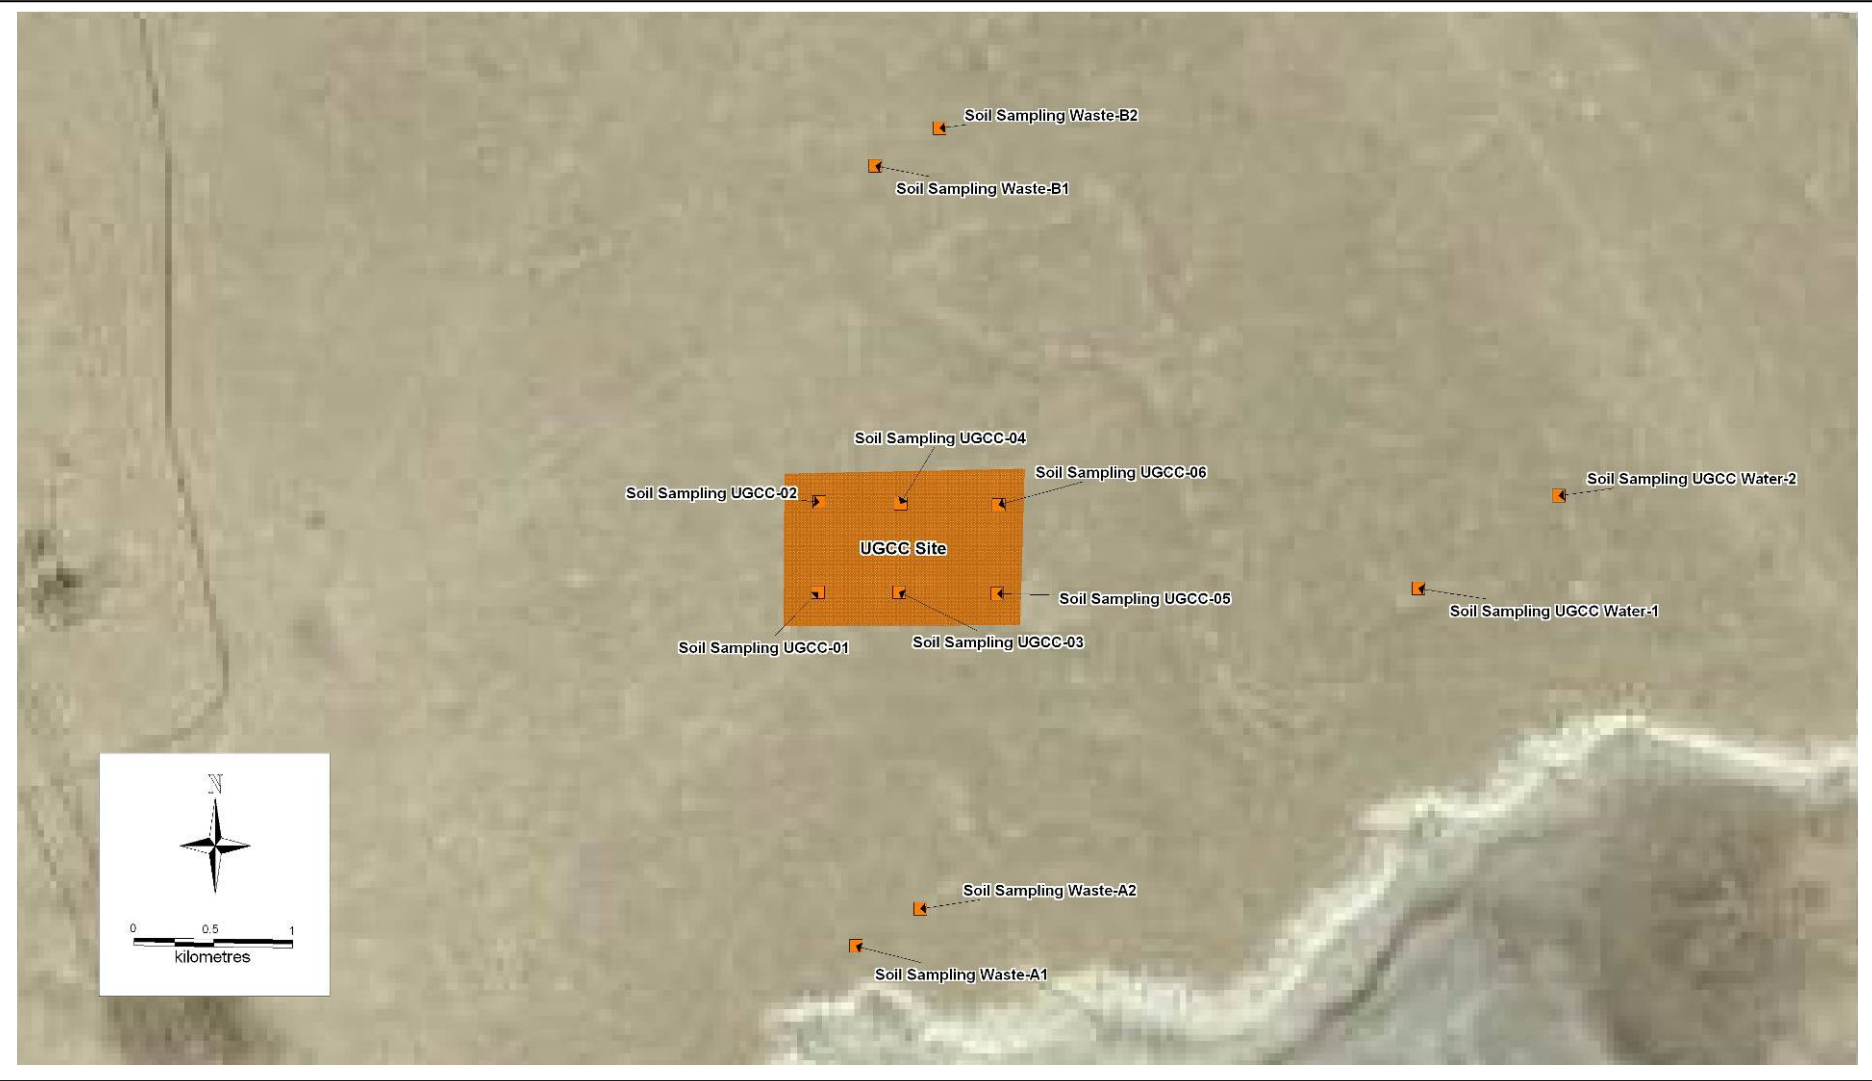 Soil Sampling Waste-B2
Soil Sampling Waste-B1
Soil Sampling UGCC-04
Soil Sampling UGCC-06
Soil Sampling UGCC-02
Soil Sampling UGCC Water-2
UGCC Site
Soil Sampling UGCC-05
Soil Sampling UGCC Water-1
Soil Sampling UGCC-03
Soil Sampling UGCC-01
N
Soil Sampling Waste-A2
0 0.5 1
kilometres
Soil Sampling Waste-A1